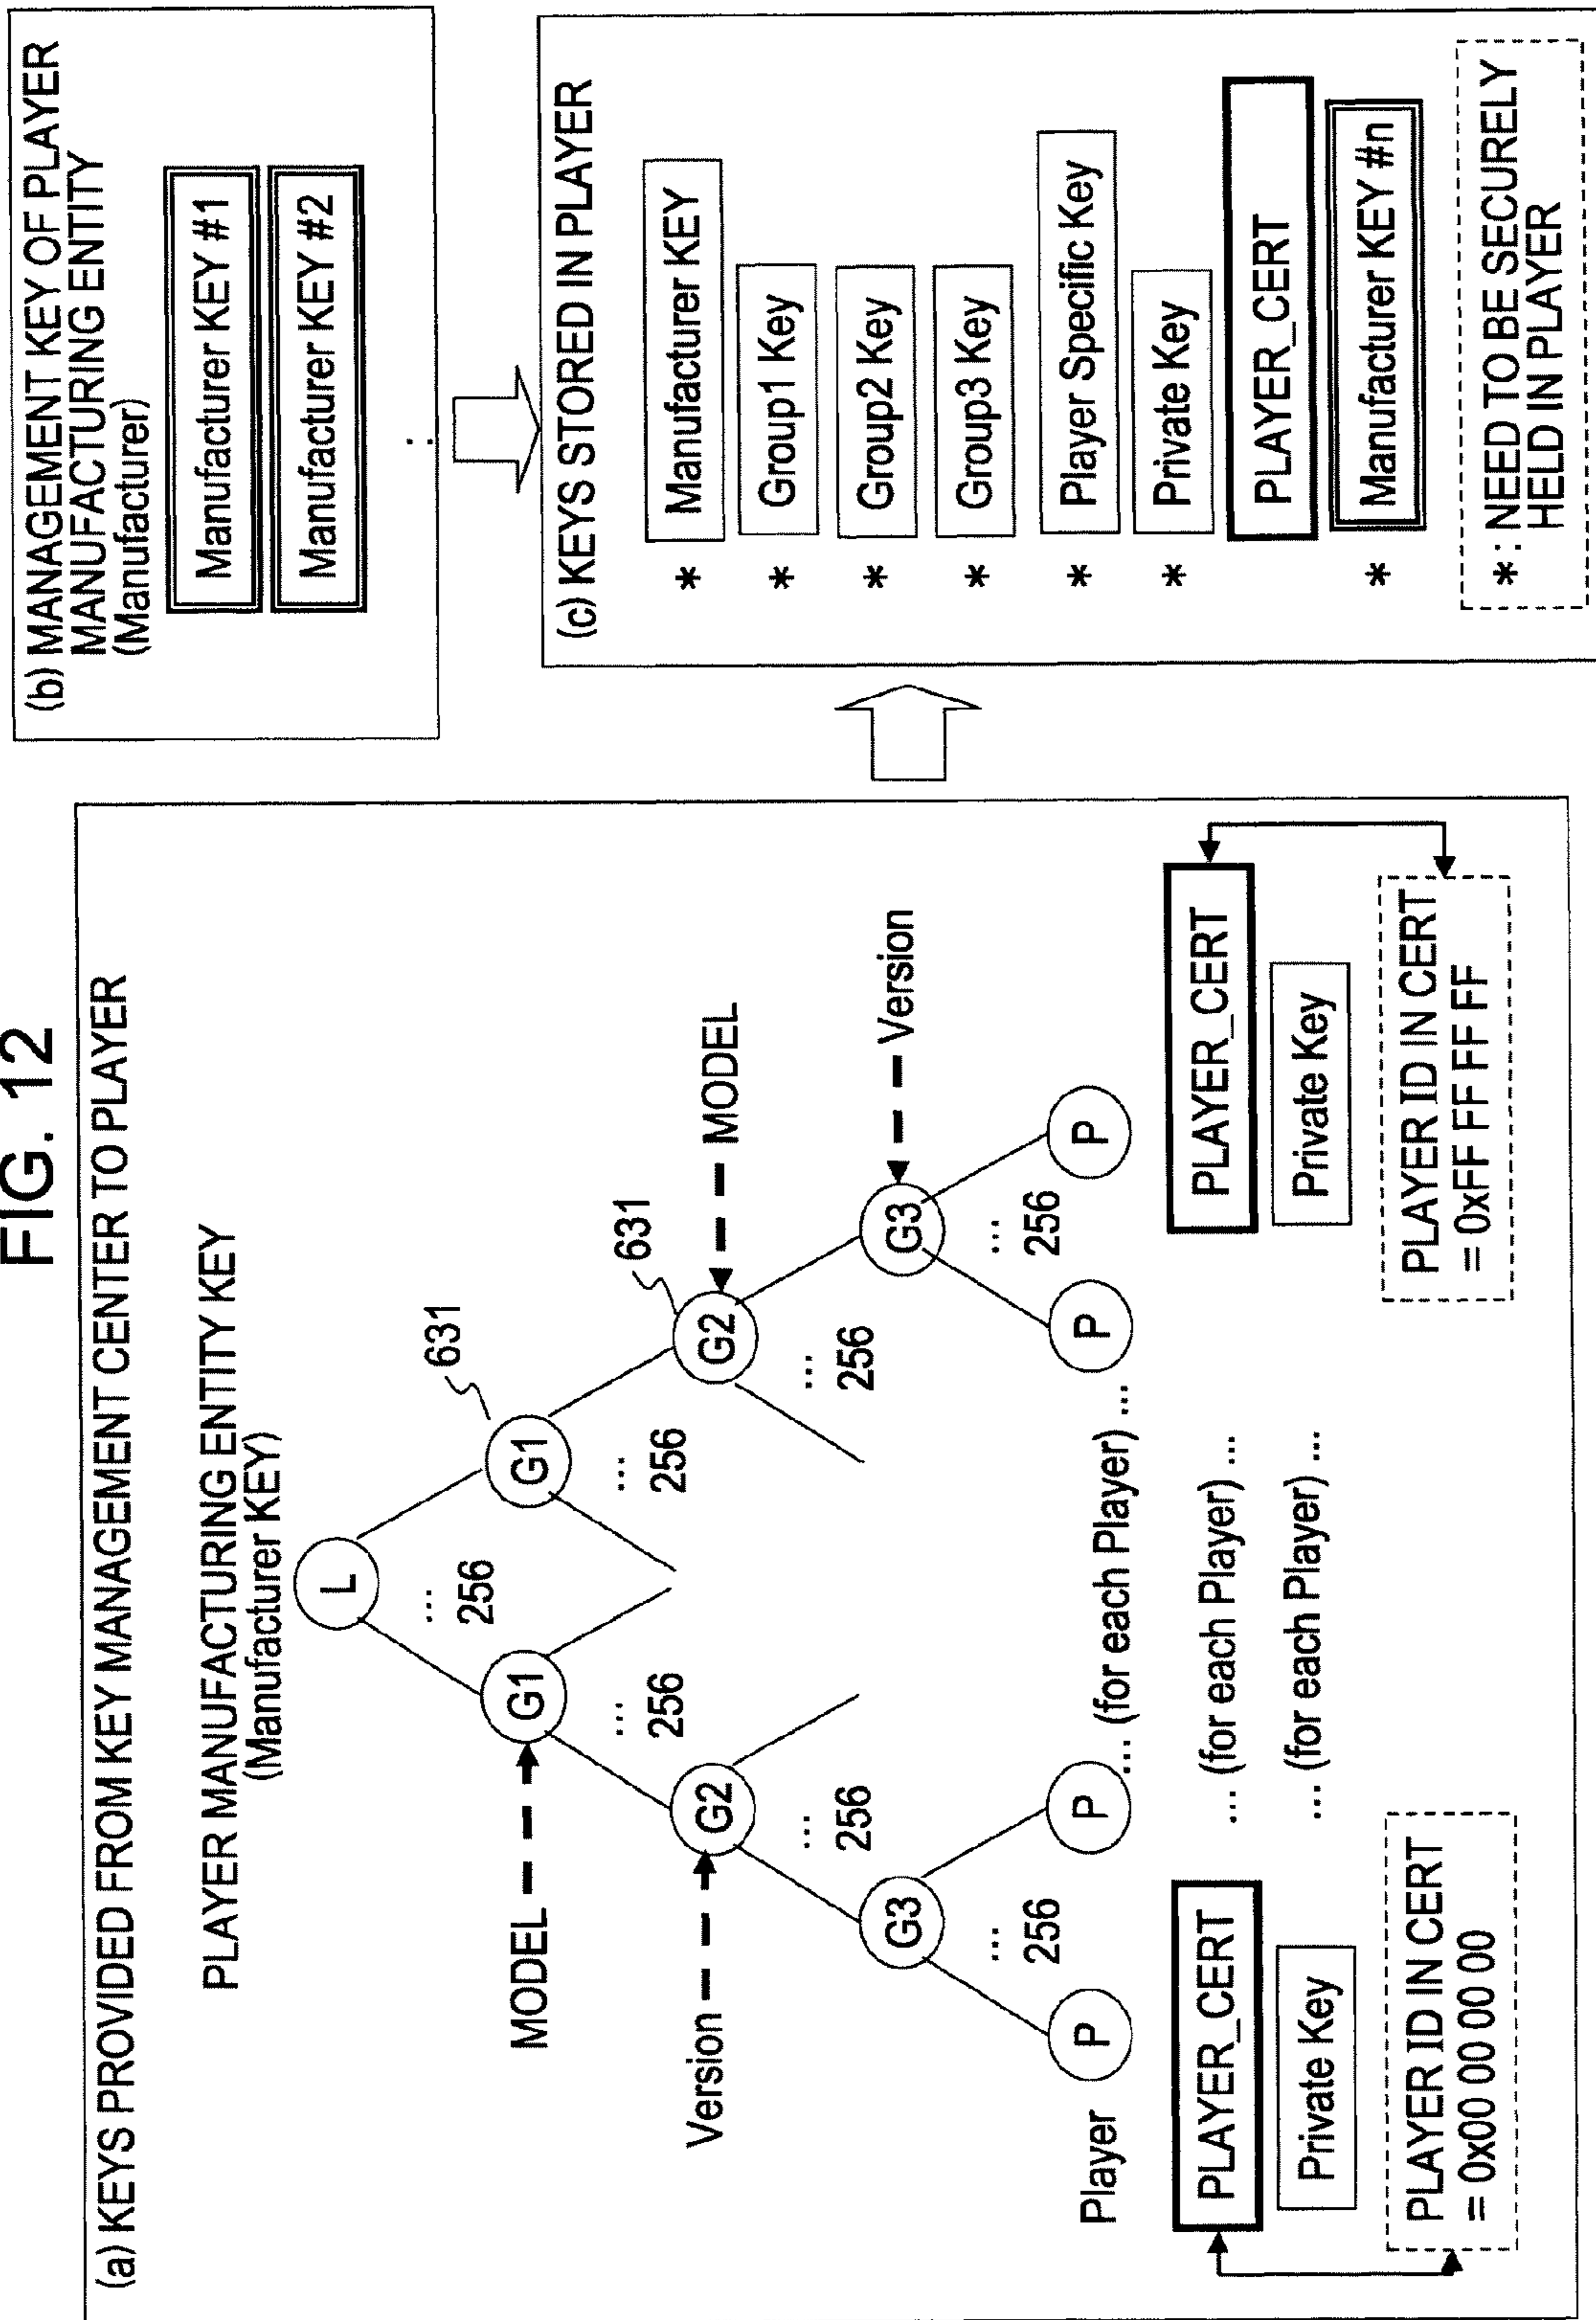 FIG. 12
(a) KEYS PROVIDED FROM KEY MANAGEMENT CENTER TO PLAYER
PLAYER MANUFACTURING ENTITY KEY
(Manufacturer KEY)
L
...
256
MODEL
G1
G1
631
...
256
...
256
Version
G2
G2
631
MODEL
...
256
...
256
G3
G3
Version
...
256
...
256
Player
P
P
... (for each Player) ...
P
P
PLAYER_CERT
... (for each Player) ...
PLAYER_CERT
Private Key
... (for each Player) ...
Private Key
PLAYER ID IN CERT
= 0x00 00 00 00
PLAYER ID IN CERT
= 0xFF FF FF FF
(b) MANAGEMENT KEY OF PLAYER
MANUFACTURING ENTITY
(Manufacturer)
Manufacturer KEY #1
Manufacturer KEY #2
:
(c) KEYS STORED IN PLAYER
* Manufacturer KEY
* Group1 Key
* Group2 Key
* Group3 Key
* Player Specific Key
* Private Key
PLAYER_CERT
* Manufacturer KEY #n
*: NEED TO BE SECURELY
HELD IN PLAYER